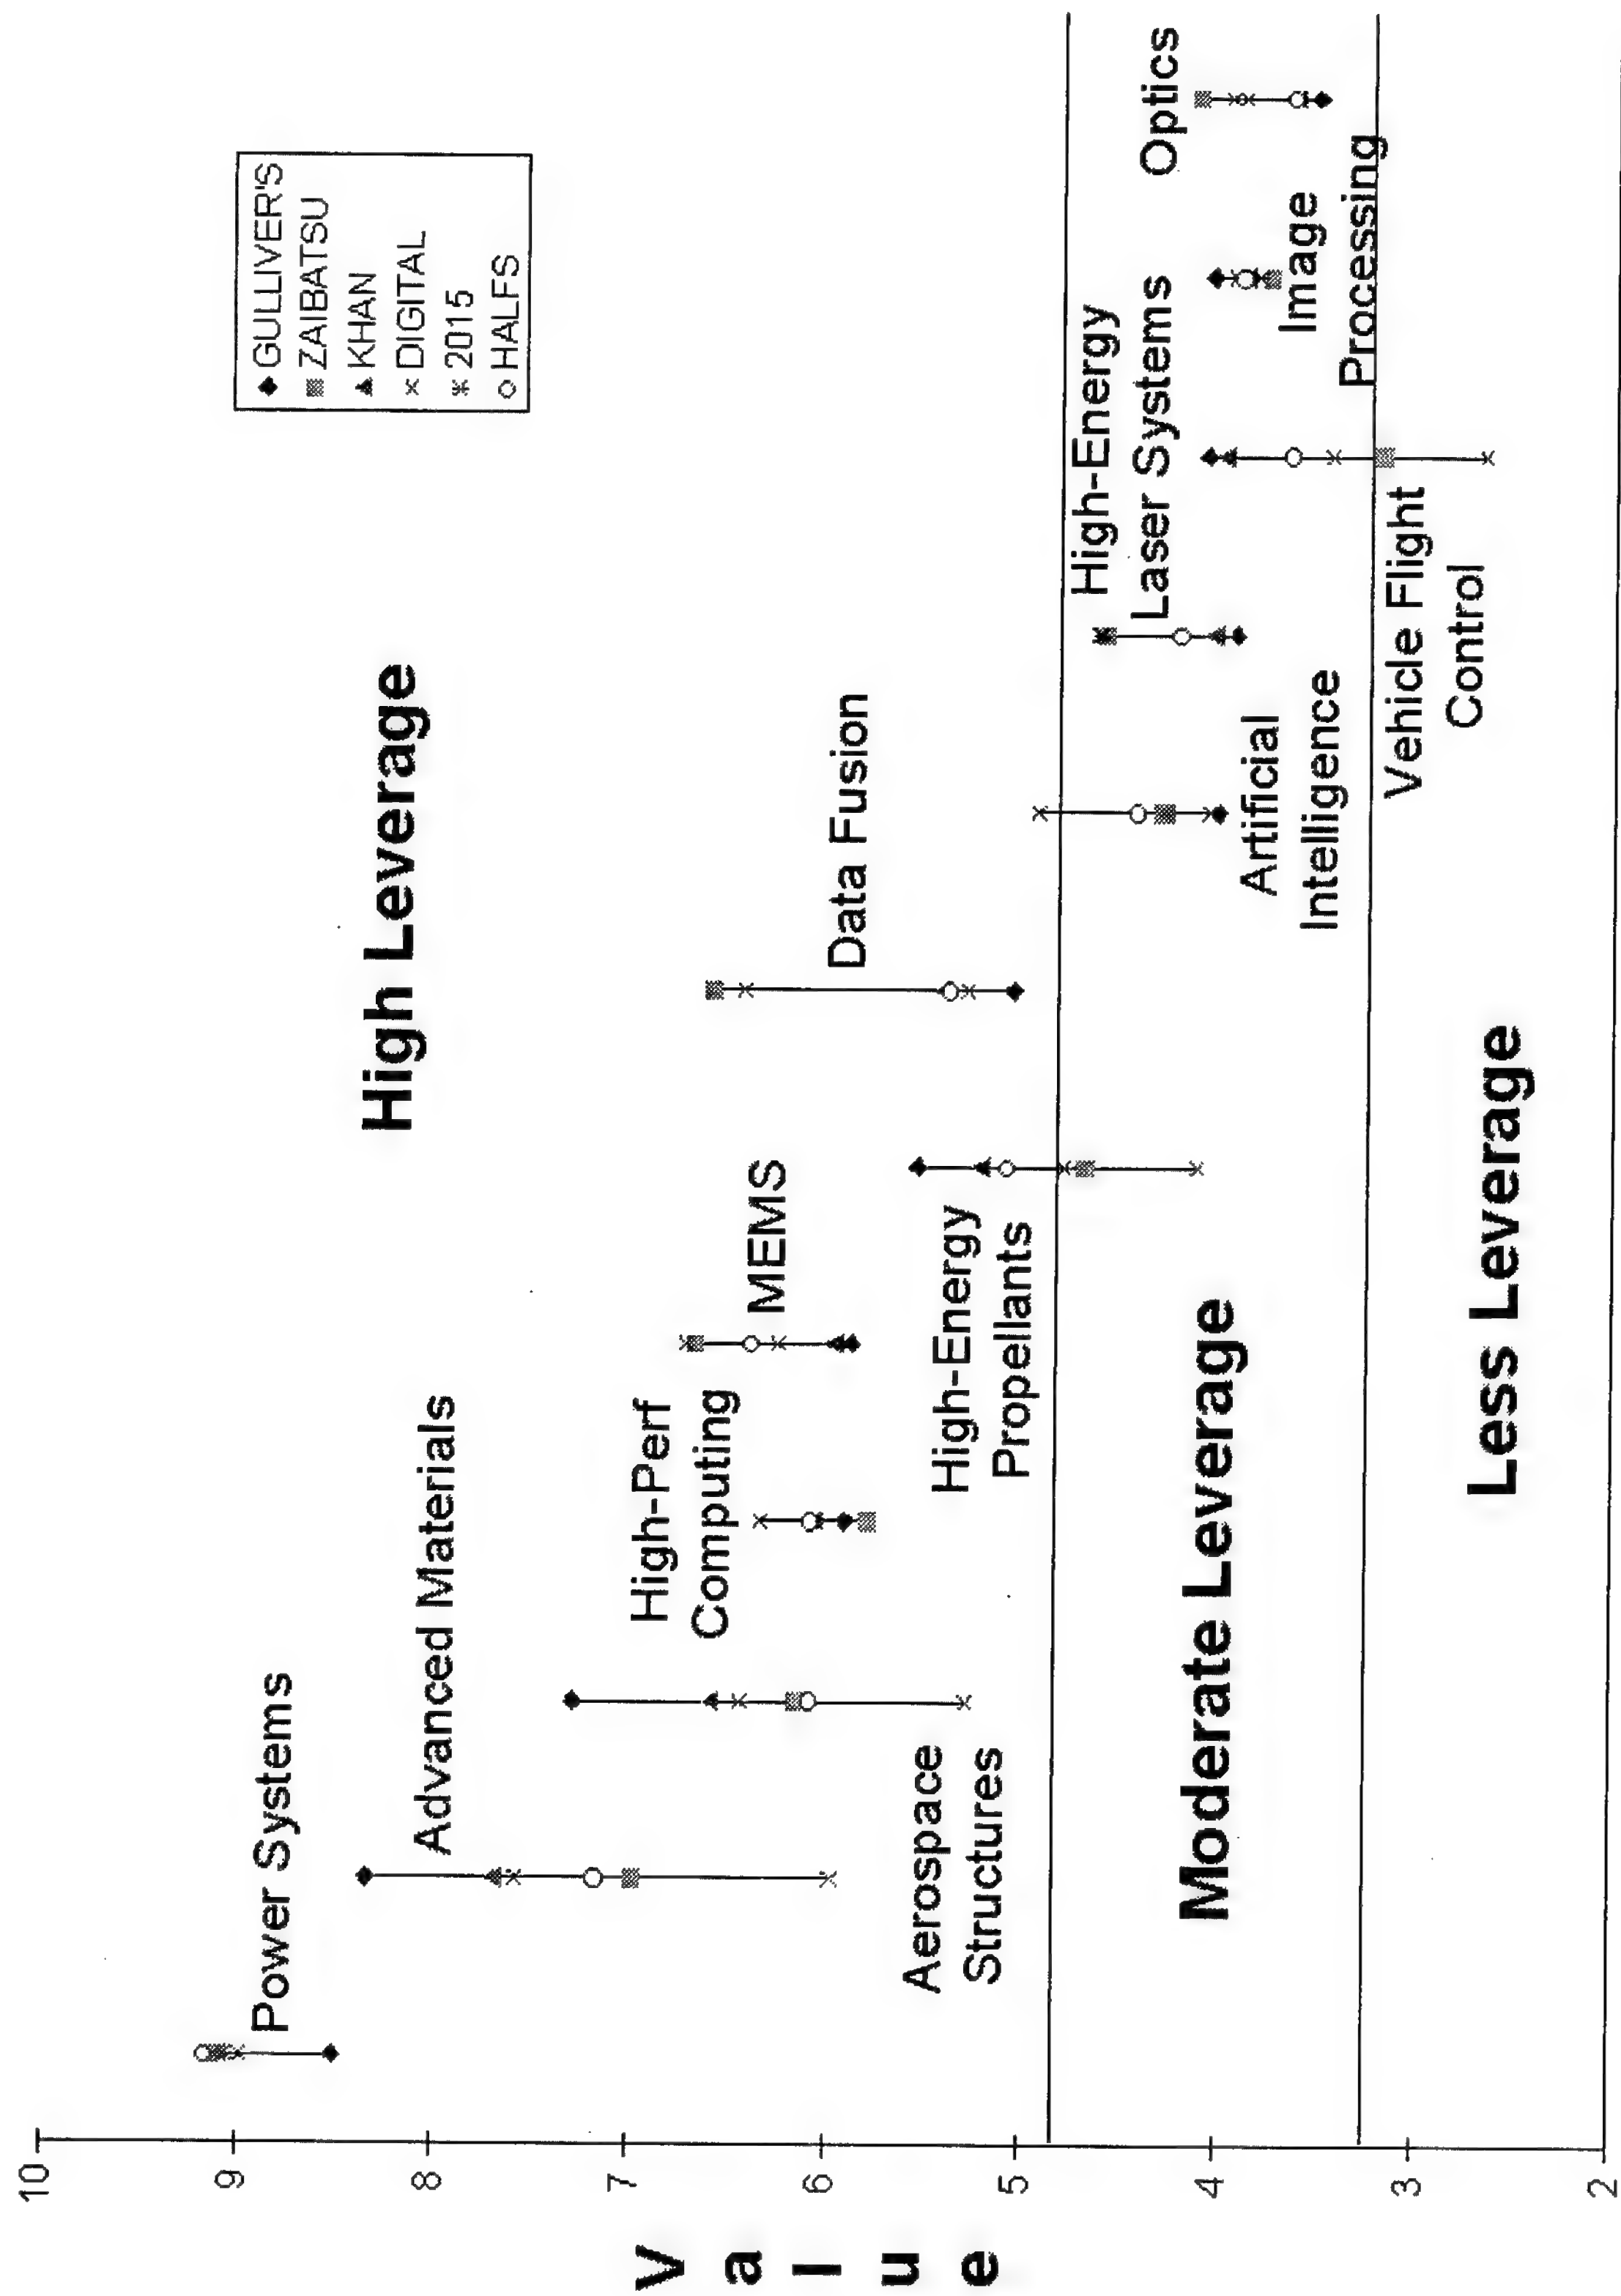 10
9
8
7
6
5
4
3
2
Value
High Leverage
Moderate Leverage
Less Leverage
GULLIVER'S
ZAIBATSU
KHAN
DIGITAL
2015
HALFS
Power Systems
Advanced Materials
Aerospace
Structures
High-Perf
Computing
MEMS
High-Energy
Propellants
Data Fusion
Artificial
Intelligence
High-Energy
Laser Systems
Vehicle Flight
Control
Image
Processing
Optics